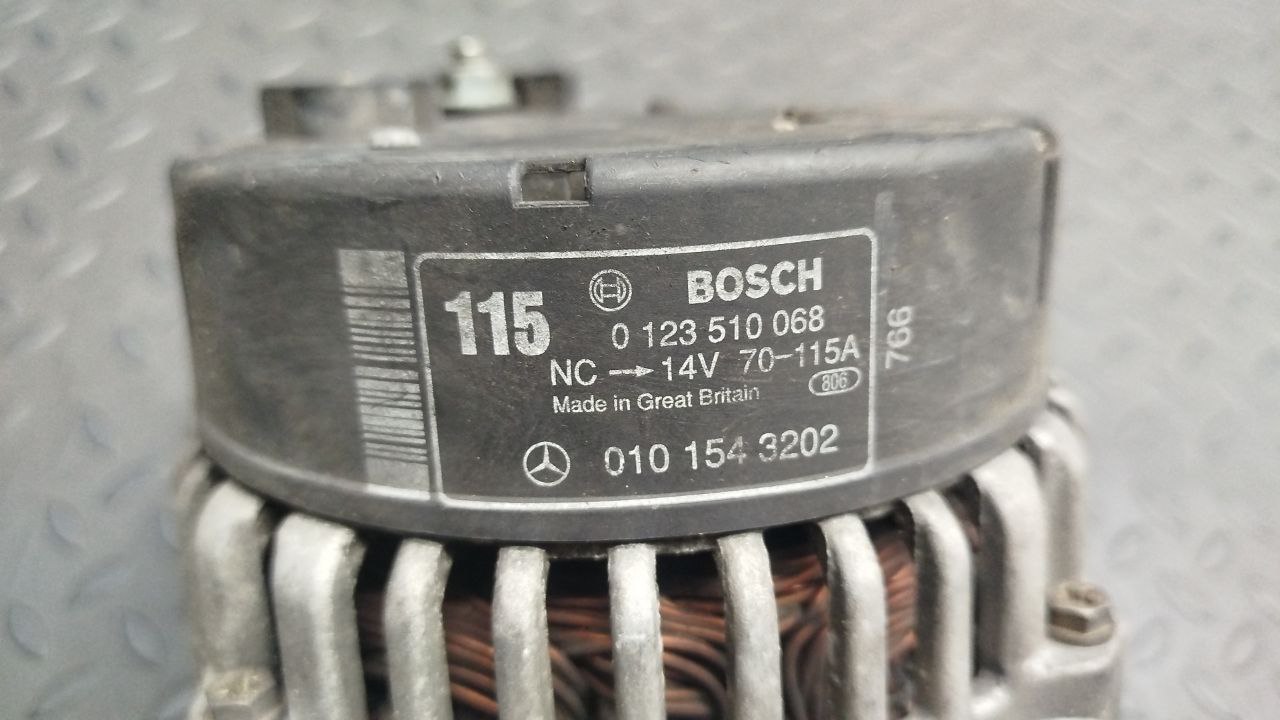 115
BOSCH
0 123 510 068
NC → 14V 70-115A
806
Made in Great Britain
010 154 3202
766